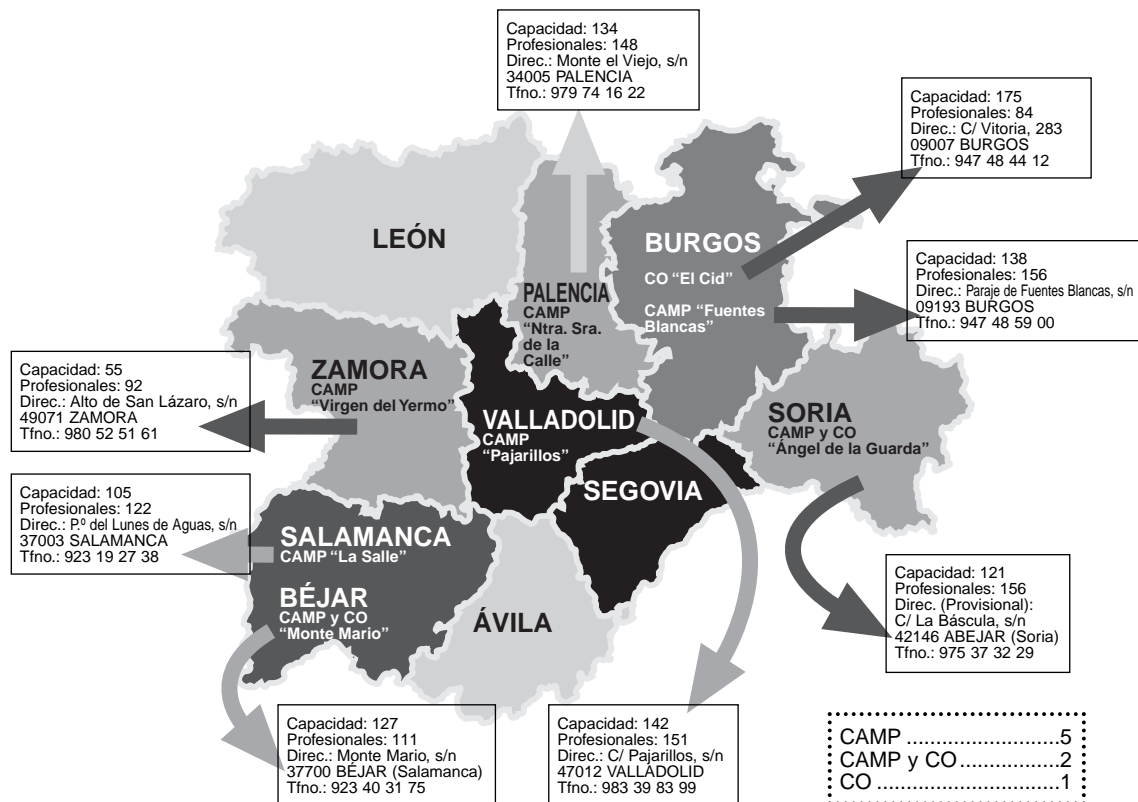 Capacidad: 134
Profesionales: 148
Direc.: Monte el Viejo, s/n
34005 PALENCIA
Tfno.: 979 74 16 22
Capacidad: 175
Profesionales: 84
Direc.: C/ Vitoria, 283
09007 BURGOS
Tfno.: 947 48 44 12
LEÓN
BURGOS
CO “El Cid”
CAMP “Fuentes
Blancas”
Capacidad: 138
Profesionales: 156
Direc.: Paraje de Fuentes Blancas, s/n
09193 BURGOS
Tfno.: 947 48 59 00
PALENCIA
CAMP
“Ntra. Sra.
de la
Calle”
Capacidad: 55
Profesionales: 92
Direc.: Alto de San Lázaro, s/n
49071 ZAMORA
Tfno.: 980 52 51 61
ZAMORA
CAMP
“Virgen del Yermo”
VALLADOLID
CAMP
“Pajarillos”
SORIA
CAMP y CO
“Ángel de la Guarda”
SEGOVIA
Capacidad: 105
Profesionales: 122
Direc.: P.º del Lunes de Aguas, s/n
37003 SALAMANCA
Tfno.: 923 19 27 38
SALAMANCA
CAMP “La Salle”
BÉJAR
CAMP y CO
“Monte Mario”
ÁVILA
Capacidad: 121
Profesionales: 156
Direc. (Provisional):
C/ La Báscula, s/n
42146 ABEJAR (Soria)
Tfno.: 975 37 32 29
Capacidad: 127
Profesionales: 111
Direc.: Monte Mario, s/n
37700 BÉJAR (Salamanca)
Tfno.: 923 40 31 75
Capacidad: 142
Profesionales: 151
Direc.: C/ Pajarillos, s/n
47012 VALLADOLID
Tfno.: 983 39 83 99
CAMP ............................5
CAMP y CO ..................2
CO .................................1